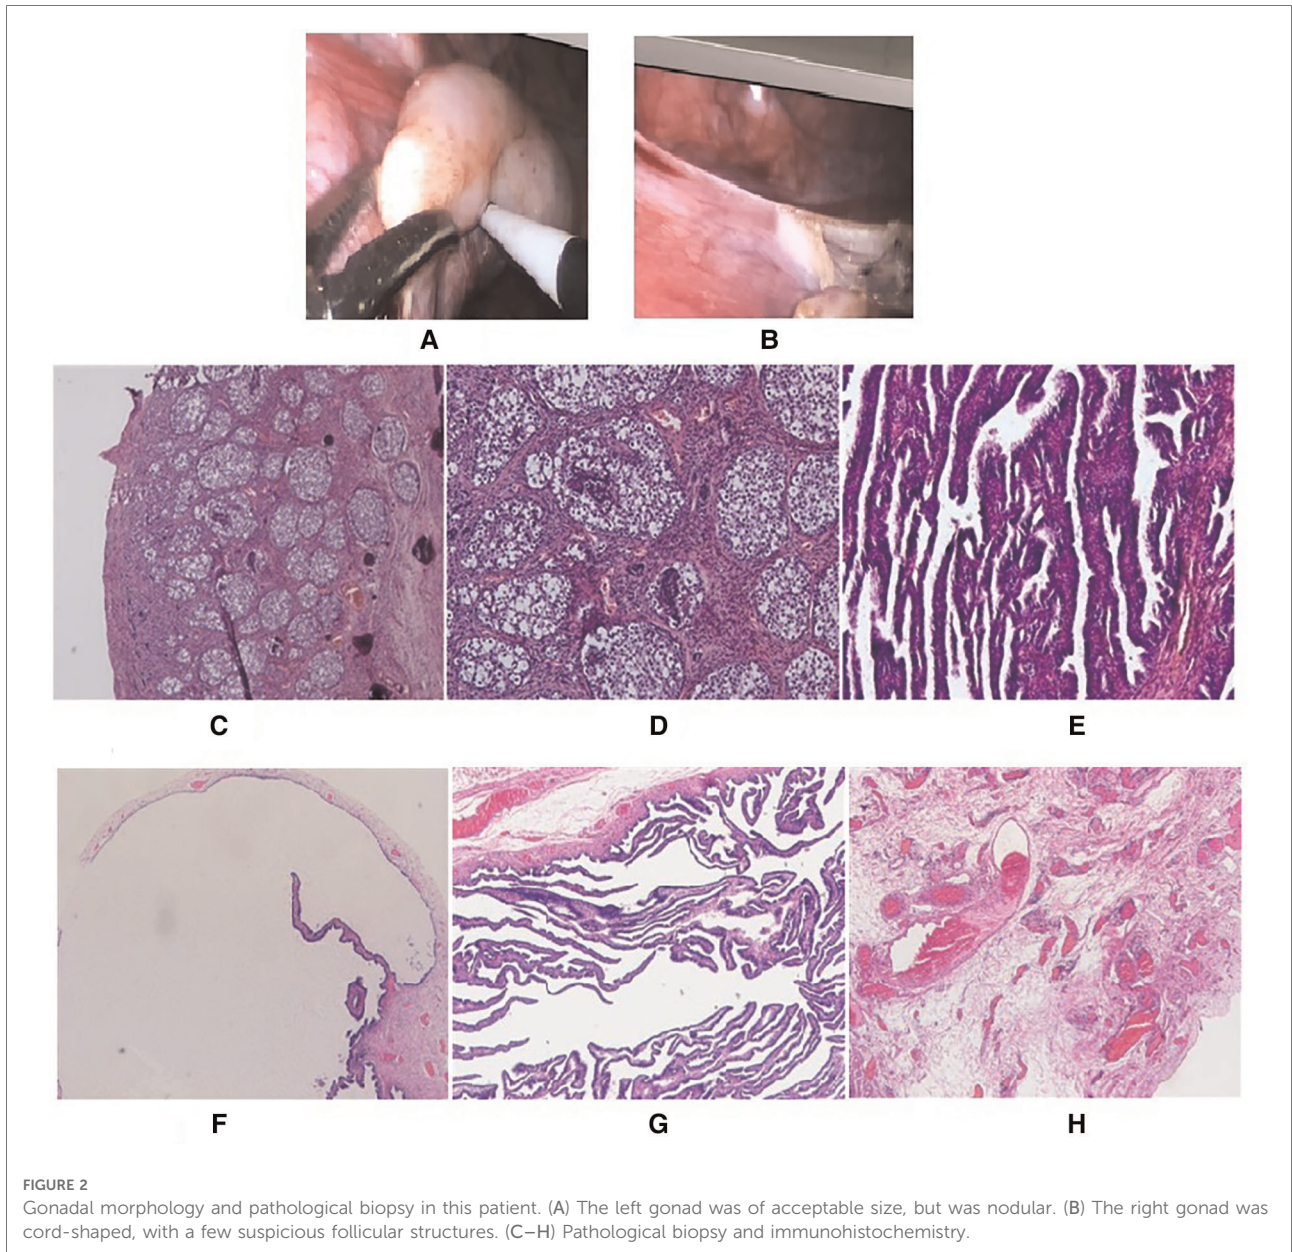 A
B
C
D
E
F
G
H
FIGURE 2
Gonadal morphology and pathological biopsy in this patient. (A) The left gonad was of acceptable size, but was nodular. (B) The right gonad was
cord-shaped, with a few suspicious follicular structures. (C–H) Pathological biopsy and immunohistochemistry.